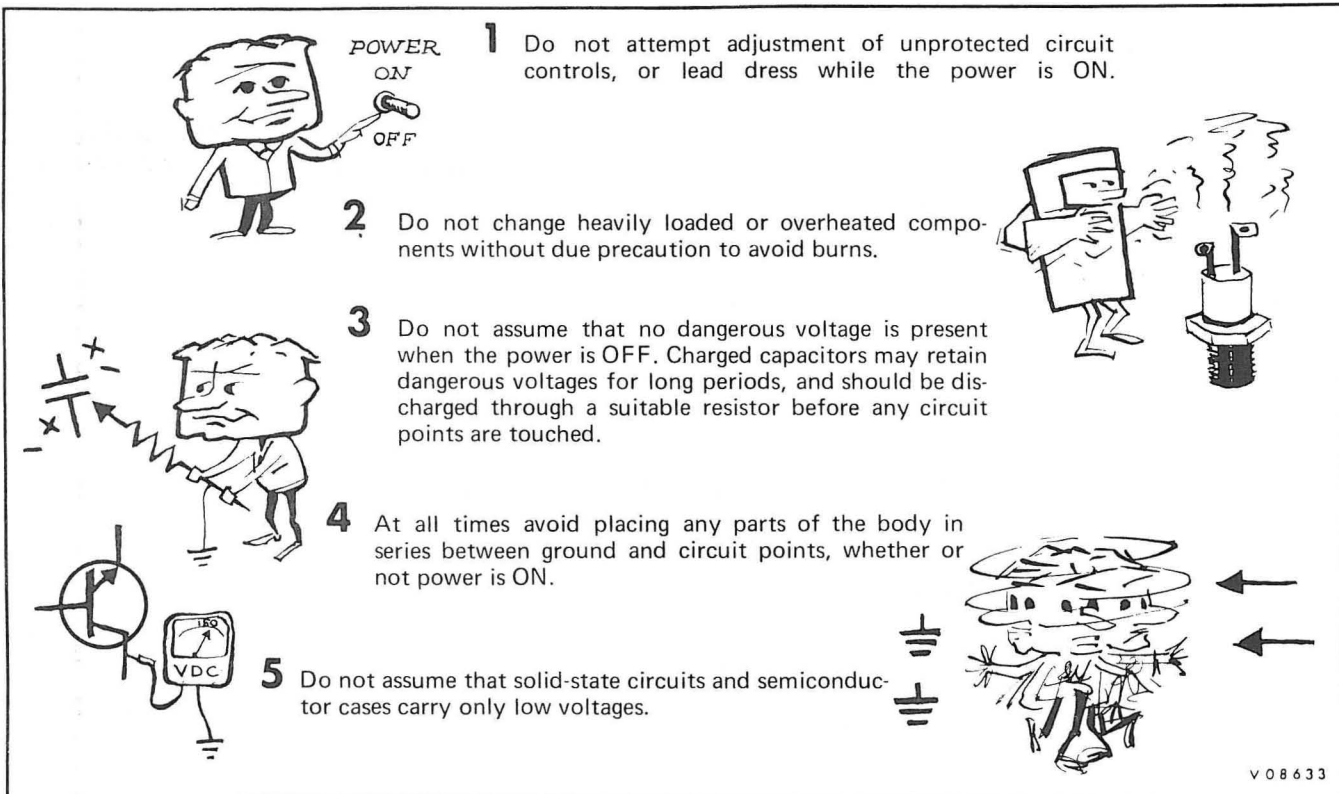 POWER
ON
OFF
1 Do not attempt adjustment of unprotected circuit
controls, or lead dress while the power is ON.
2 Do not change heavily loaded or overheated compo-
nents without due precaution to avoid burns.
3 Do not assume that no dangerous voltage is present
when the power is OFF. Charged capacitors may retain
dangerous voltages for long periods, and should be dis-
charged through a suitable resistor before any circuit
points are touched.
4 At all times avoid placing any parts of the body in
series between ground and circuit points, whether or
not power is ON.
150
VDC
5 Do not assume that solid-state circuits and semiconduc-
tor cases carry only low voltages.
V08633